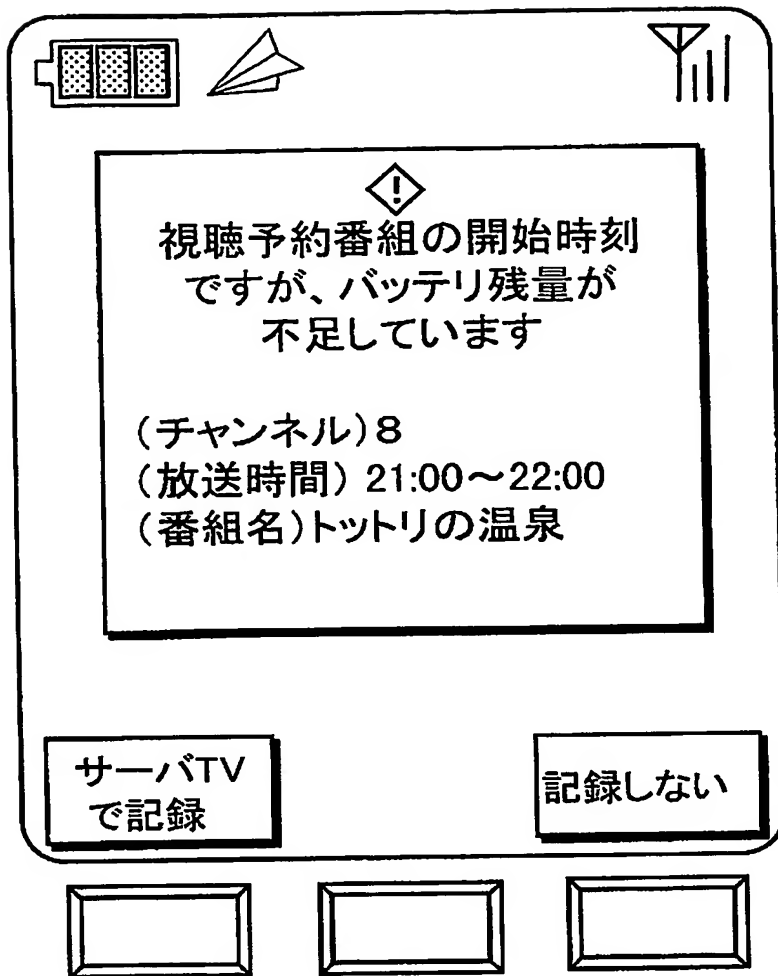 !
視聴予約番組の開始時刻
ですが、バッテリ残量が
不足しています
(チャンネル)8
(放送時間) 21:00～22:00
(番組名)トットリの温泉
サーバTV
で記録
記録しない